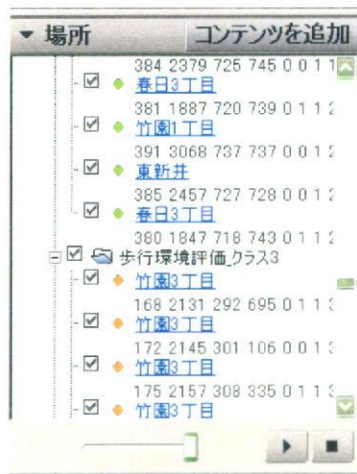 場所 コンテンツを追加
384 2379 725 745 0 0 1 1
春日3丁目
381 1887 720 739 0 1 1 2
竹園1丁目
391 3068 737 737 0 0 1 2
東新井
385 2457 727 728 0 0 1 2
春日3丁目
380 1847 718 743 0 1 1 2
歩行環境評価_クラス3
竹園3丁目
168 2131 292 695 0 1 1
竹園3丁目
172 2145 301 106 0 0 1
竹園3丁目
175 2157 308 335 0 1 1
竹園3丁目